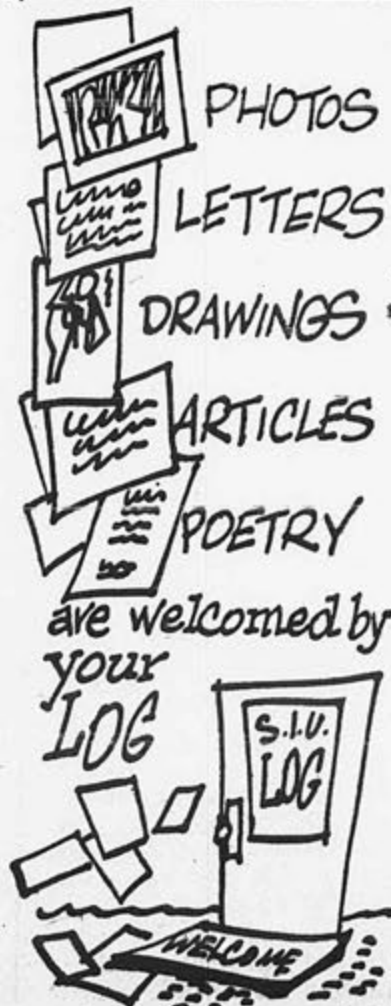 PHOTOS
LETTERS
DRAWINGS
ARTICLES
POETRY
are welcomed by
your
LOG
S.I.U.
LOG
WELCOME